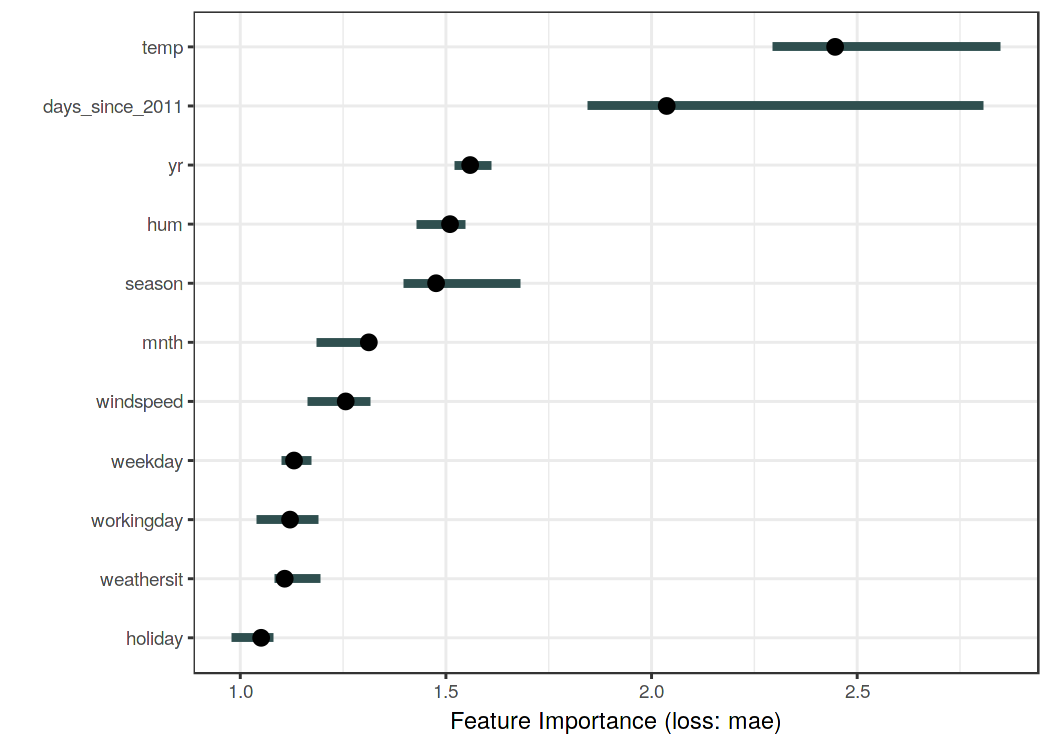 temp
days_since_2011
yr
hum
season
mnth
windspeed
weekday
workingday
weathersit
holiday
1.0 1.5 2.0 2.5
Feature Importance (loss: mae)